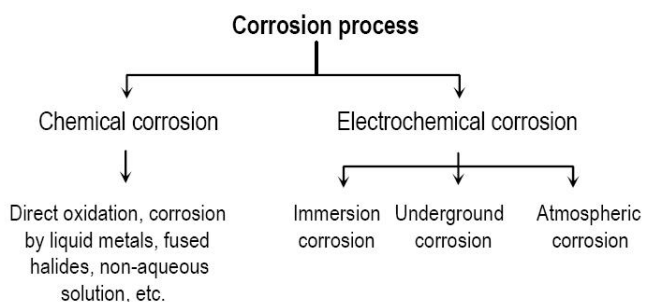 Corrosion process
Chemical corrosion
Electrochemical corrosion
Direct oxidation, corrosion
by liquid metals, fused
halides, non-aqueous
solution, etc.
Immersion
corrosion
Underground
corrosion
Atmospheric
corrosion